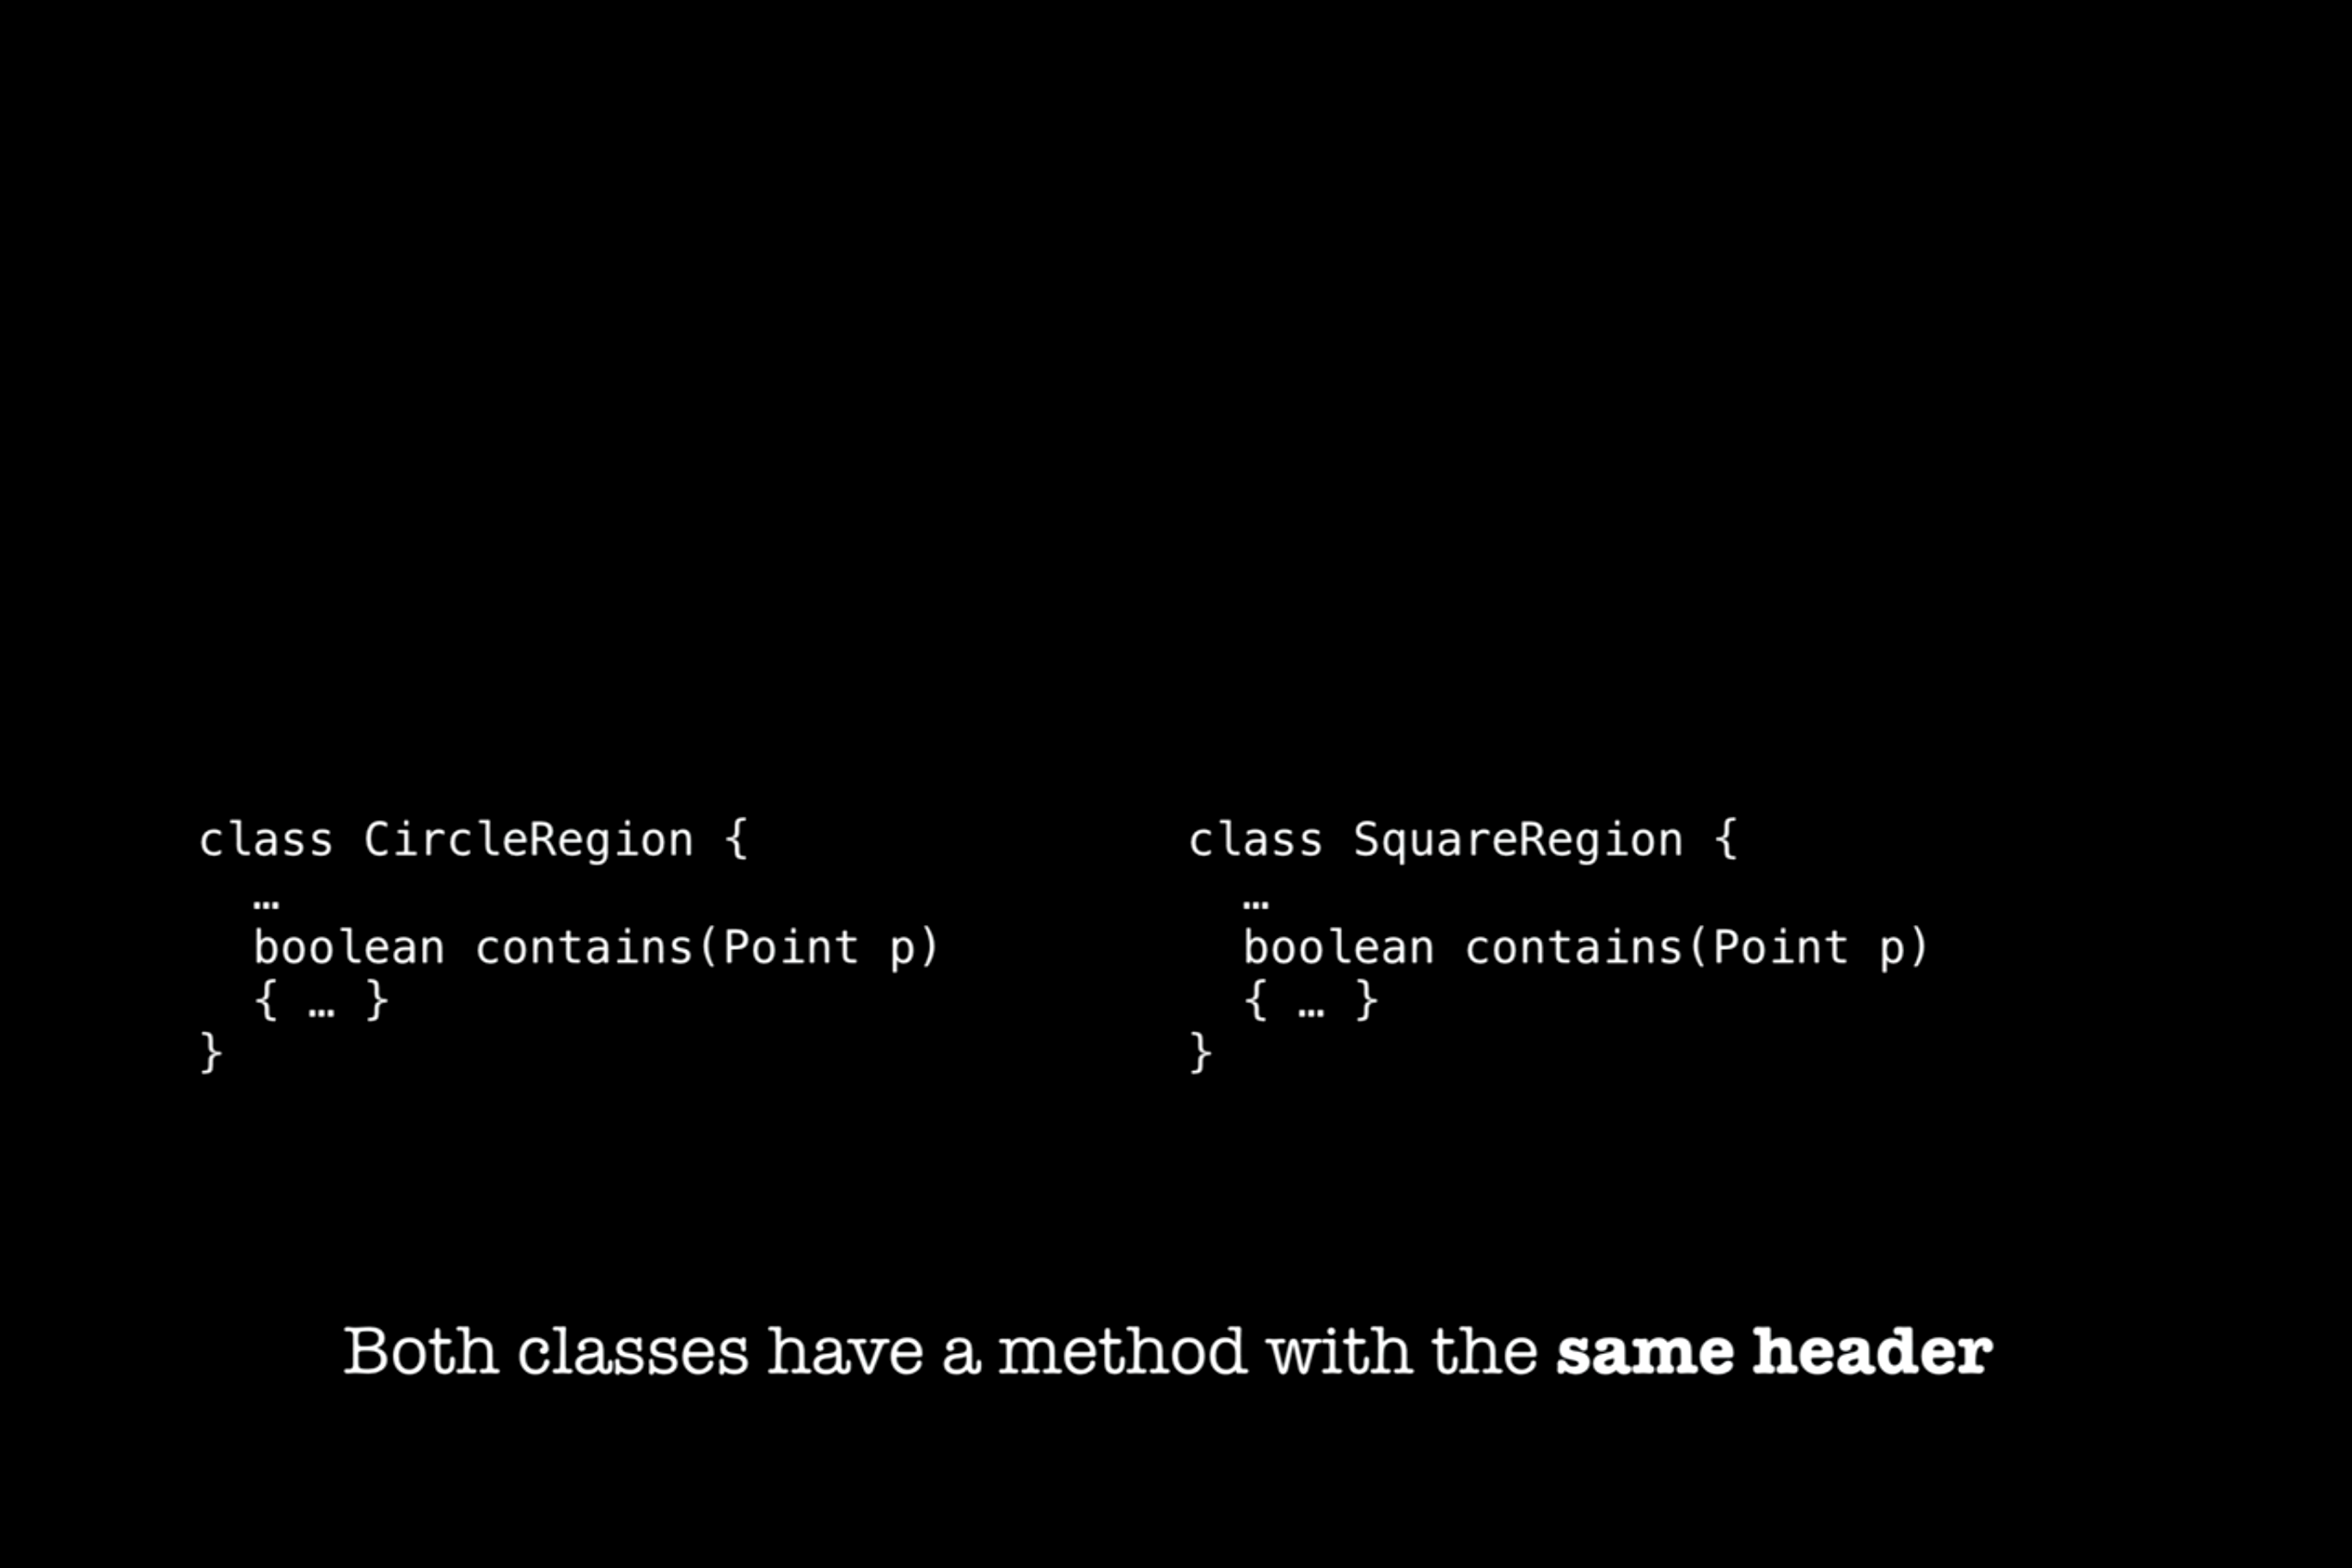 class CircleRegion {
  …
  boolean contains(Point p)
  { … }
}
class SquareRegion {
  …
  boolean contains(Point p)
  { … }
}
Both classes have a method with the same header